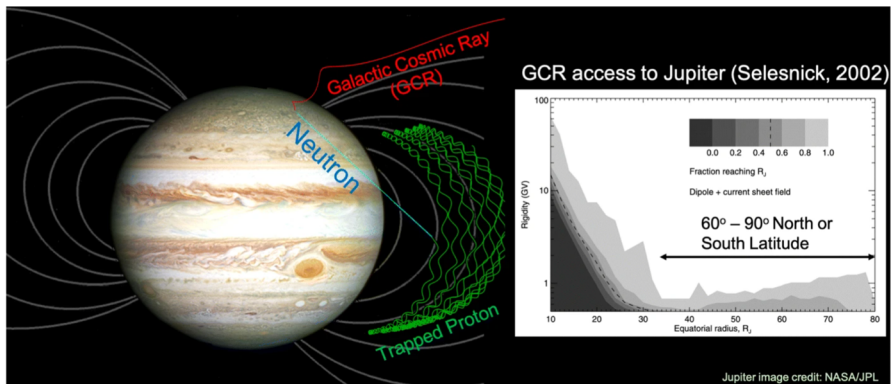 Galactic Cosmic Ray
(GCR)
Neutron
Trapped Proton
GCR access to Jupiter (Selesnick, 2002)
100
10
1
Rigidity (GV)
0.0 0.2 0.4 0.6 0.8 1.0
Fraction reaching RJ
Dipole + current sheet field
60° – 90° North or
South Latitude
10 20 30 40 50 60 70 80
Equatorial radius, RJ
Jupiter image credit: NASA/JPL